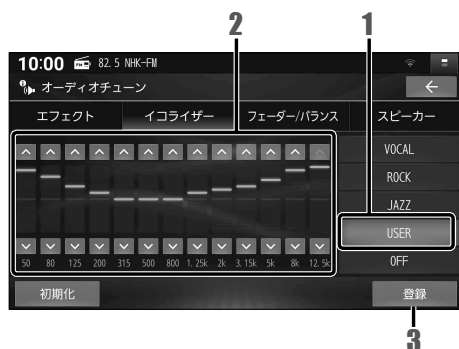 2
1
10:00 FM 82.5 NHK-FM
オーディオチューン
エフェクト イコライザー フェーダー/バランス スピーカー
VOCAL
ROCK
JAZZ
USER
50 80 125 200 315 500 800 1.25k 2k 3.15k 5k 8k 12.5k
OFF
初期化 登録
3